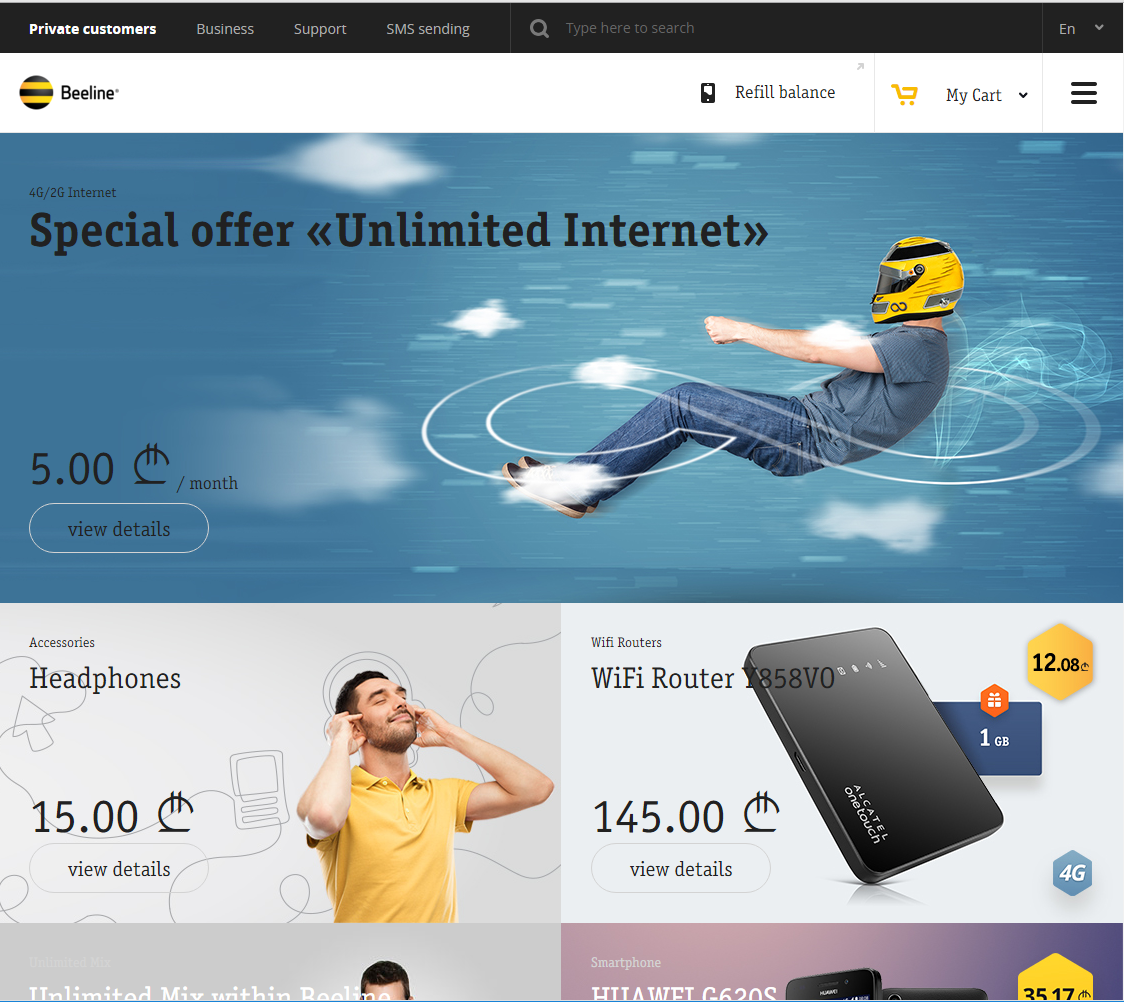 Private customers Business Support SMS sending Type here to search En
Beeline® Refill balance My Cart
4G/2G Internet
Special offer «Unlimited Internet»
5.00 ₾ / month
view details
Accessories
Headphones
15.00 ₾
view details
Wifi Routers
WiFi Router Y858V0
12.08₾
1 GB
ALCATEL
onetouch
145.00 ₾
view details
4G
Unlimited Mix
Unlimited Mix within Beeline
Smartphone
HUAWEI G620S
HUAWEI
35.17₾